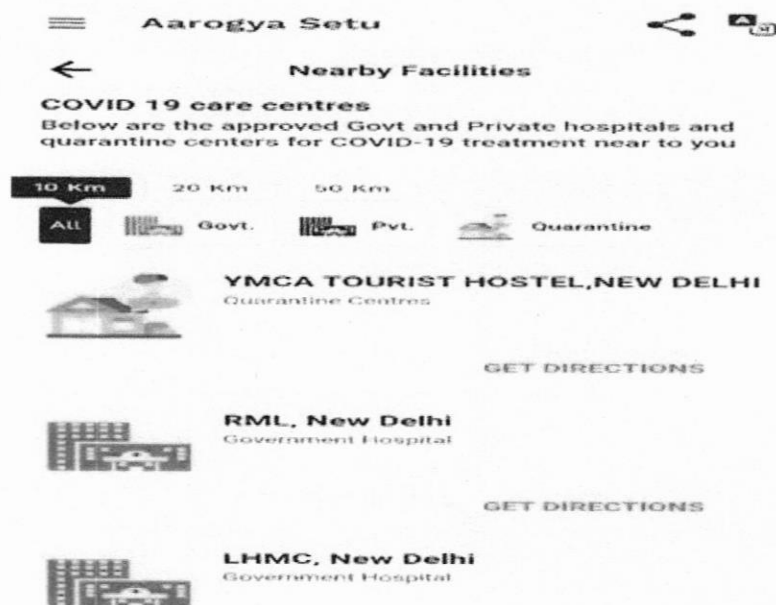 Aarogya Setu
A
Nearby Facilities
COVID 19 care centres
Below are the approved Govt and Private hospitals and
quarantine centers for COVID-19 treatment near to you
10 Km 20 Km 50 Km
All Govt. Pvt. Quarantine
YMCA TOURIST HOSTEL,NEW DELHI
Quarantine Centres
GET DIRECTIONS
RML, New Delhi
Government Hospital
GET DIRECTIONS
LHMC, New Delhi
Government Hospital